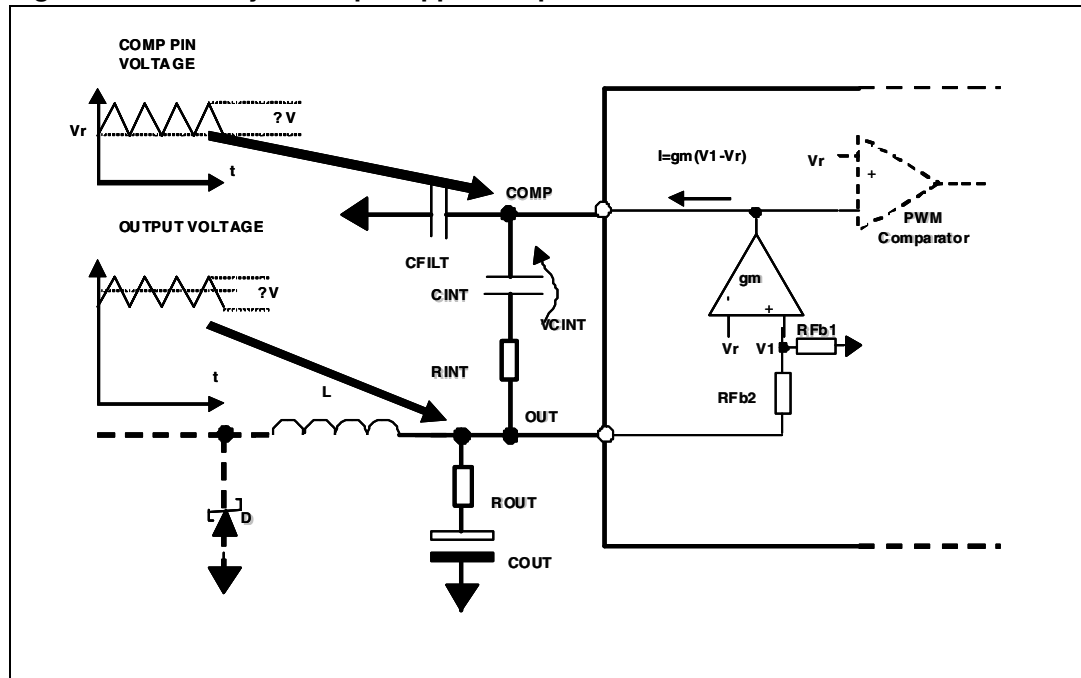 COMP PIN
VOLTAGE
?V
Vr
t
OUTPUT VOLTAGE
?V
t
L
D
CFILT
CINT
VCINT
RINT
COMP
OUT
ROUT
COUT
I=gm(V1-Vr)
Vr
+
PWM
Comparator
gm
-
+
Vr
V1
RFb1
RFb2